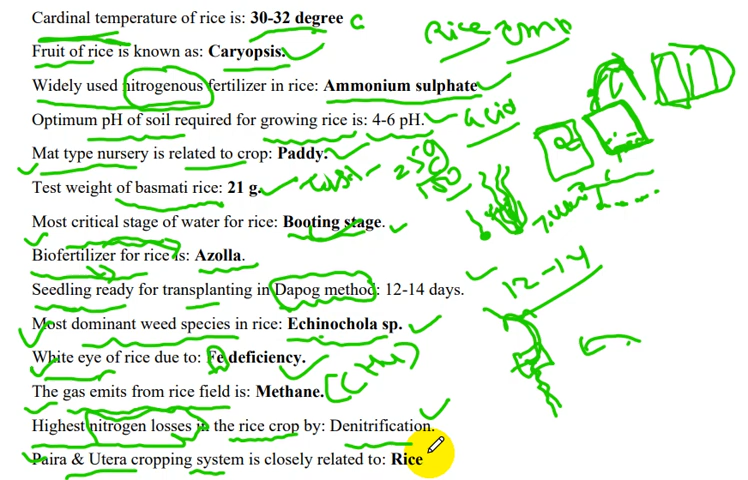 Cardinal temperature of rice is: 30-32 degree C
Rice
Fruit of rice is known as: Caryopsis.
Widely used nitrogenous fertilizer in rice: Ammonium sulphate
Optimum pH of soil required for growing rice is: 4-6 pH.
acid
Mat type nursery is related to crop: Paddy.
Test weight of basmati rice: 21 g.
25g
Most critical stage of water for rice: Booting stage.
Biofertilizer for rice is: Azolla.
Seedling ready for transplanting in Dapog method: 12-14 days.
12-14
Most dominant weed species in rice: Echinochola sp.
White eye of rice due to: Fe deficiency.
The gas emits from rice field is: Methane.
Highest nitrogen losses in the rice crop by: Denitrification.
Paira & Utera cropping system is closely related to: Rice